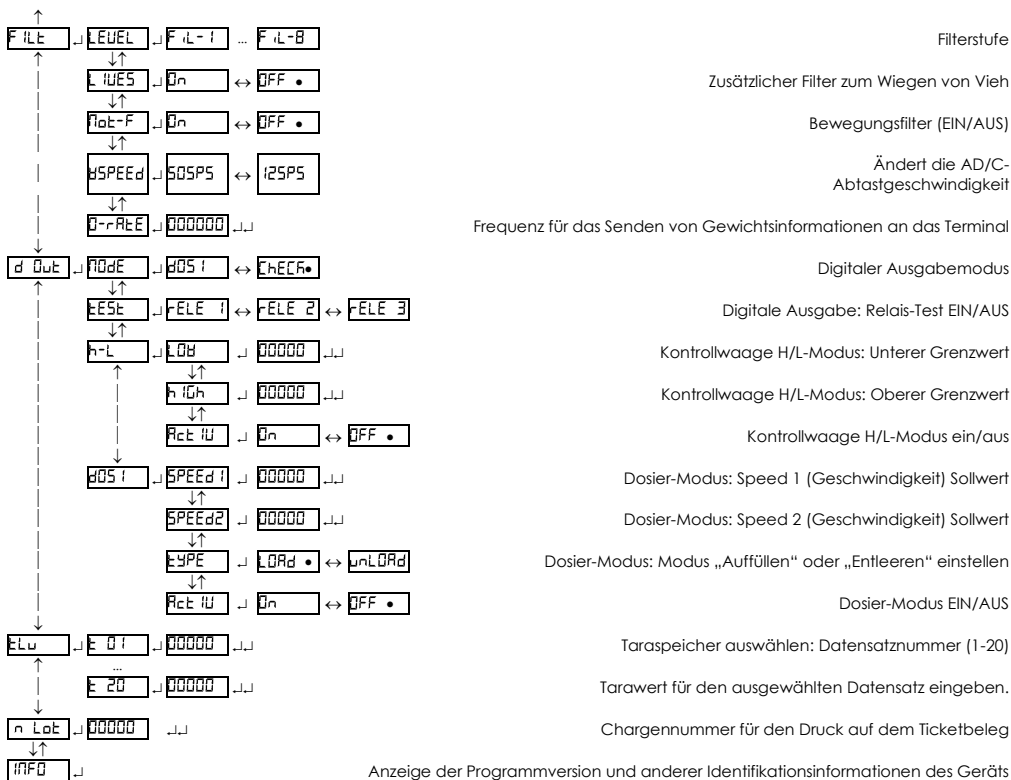 FILt LEVEL FiL-1 ... FiL-8 Filterstufe
LIVES On OFF • Zusätzlicher Filter zum Wiegen von Vieh
Mot-F On OFF • Bewegungsfilter (EIN/AUS)
WSPEEd 50SPS 12SPS Ändert die AD/C-
Abtastgeschwindigkeit
O-rAtE 000000 Frequenz für das Senden von Gewichtsinformationen an das Terminal
d Out MOdE dOS1 ChECk• Digitaler Ausgabemodus
tESt rELE 1 rELE 2 rELE 3 Digitale Ausgabe: Relais-Test EIN/AUS
h-L LOW 00000 Kontrollwaage H/L-Modus: Unterer Grenzwert
hIGh 00000 Kontrollwaage H/L-Modus: Oberer Grenzwert
ActIV On OFF • Kontrollwaage H/L-Modus ein/aus
dOS1 SPEEd1 00000 Dosier-Modus: Speed 1 (Geschwindigkeit) Sollwert
SPEEd2 00000 Dosier-Modus: Speed 2 (Geschwindigkeit) Sollwert
tYPE LOAd • unLOAd Dosier-Modus: Modus „Auffüllen“ oder „Entleeren“ einstellen
ActIV On OFF • Dosier-Modus EIN/AUS
tLu t 01 00000 Taraspeicher auswählen: Datensatznummer (1-20)
...
t 20 00000 Tarawert für den ausgewählten Datensatz eingeben.
n Lot 00000 Chargennummer für den Druck auf dem Ticketbeleg
INFO Anzeige der Programmversion und anderer Identifikationsinformationen des Geräts